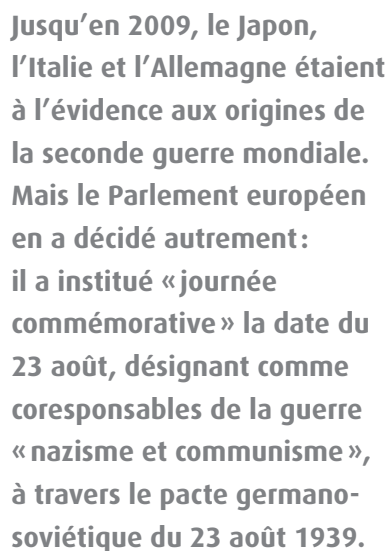 Jusqu’en 2009, le Japon,
l’Italie et l’Allemagne étaient
à l’évidence aux origines de
la seconde guerre mondiale.
Mais le Parlement européen
en a décidé autrement :
il a institué « journée
commémorative » la date du
23 août, désignant comme
coresponsables de la guerre
« nazisme et communisme »,
à travers le pacte germano-
soviétique du 23 août 1939.